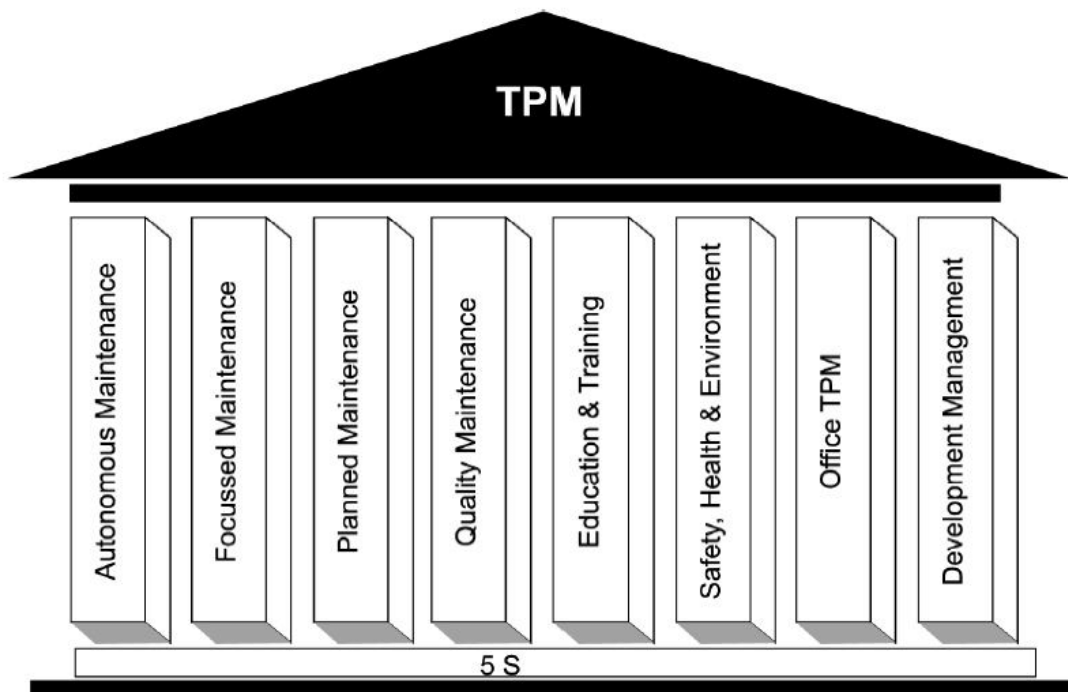 TPM
Autonomous Maintenance
Focussed Maintenance
Planned Maintenance
Quality Maintenance
Education & Training
Safety, Health & Environment
Office TPM
Development Management
5 S